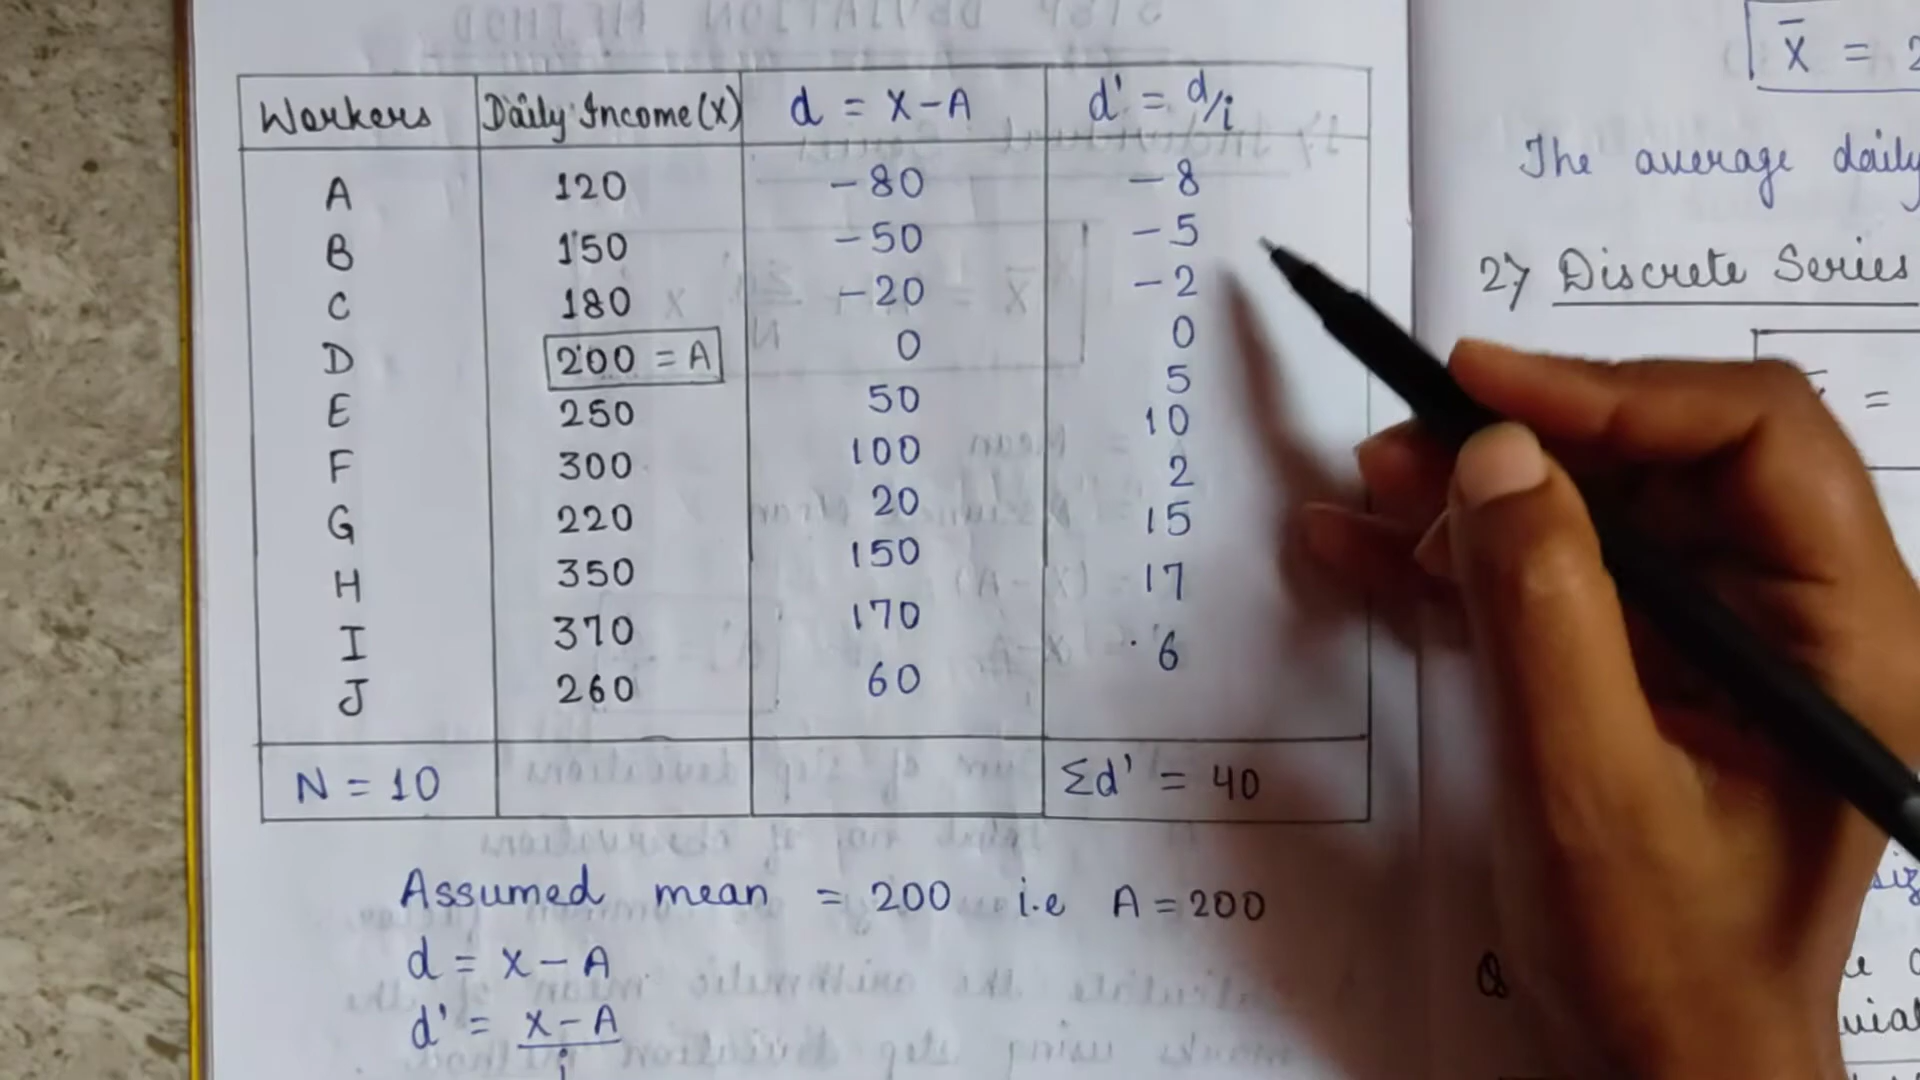 Workers Daily Income (X) d = X - A d' = d/i
A 120 -80 -8
B 150 -50 -5
C 180 -20 -2
D 200 = A 0 0
E 250 50 5
F 300 100 10
G 220 20 2
H 350 150 15
I 370 170 17
J 260 60 6
N = 10 Σd' = 40
Assumed mean = 200 i.e A = 200
d = X - A
d' = X - A
i
X̄ = 2
The average daily
2) Discrete Series
=
Q